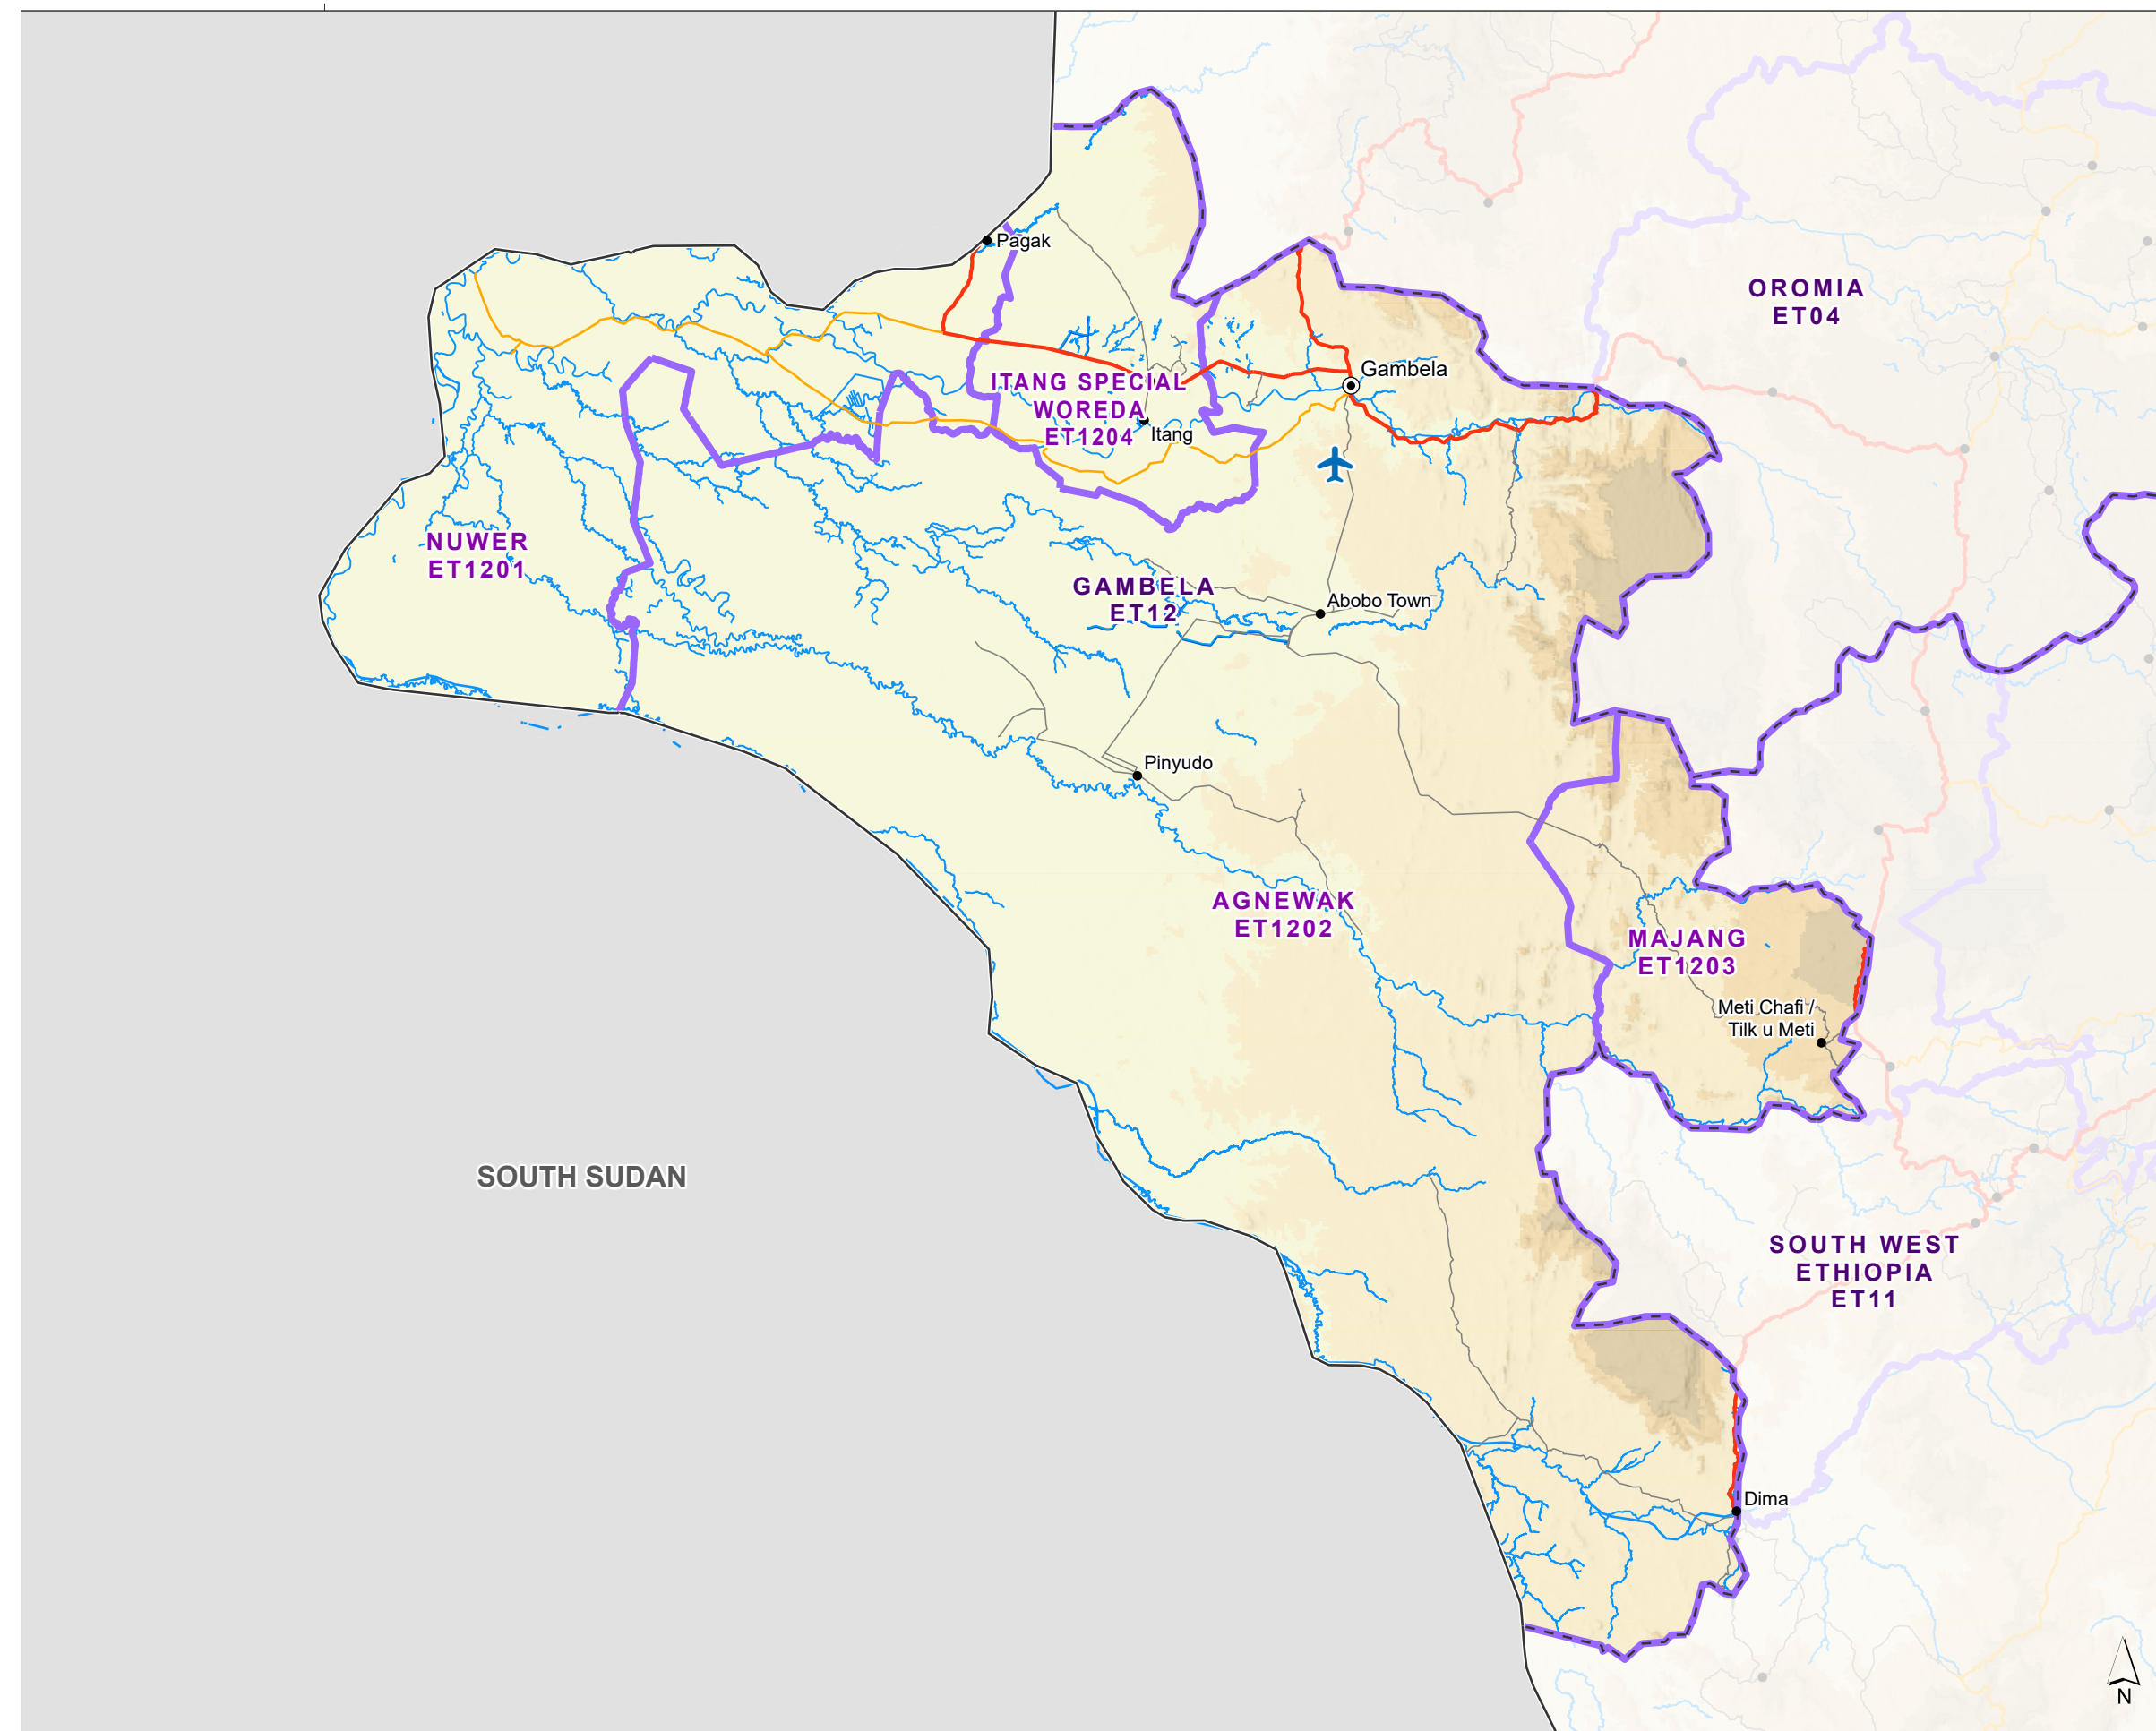 Pagak
OROMIA
ET04
Gambela
ITANG SPECIAL
WOREDA
ET1204
Itang
NUWER
ET1201
GAMBELA
ET12
Abobo Town
Pinyudo
AGNEWAK
ET1202
MAJANG
ET1203
Meti Chafi /
Tilk u Meti
SOUTH SUDAN
SOUTH WEST
ETHIOPIA
ET11
Dima
N